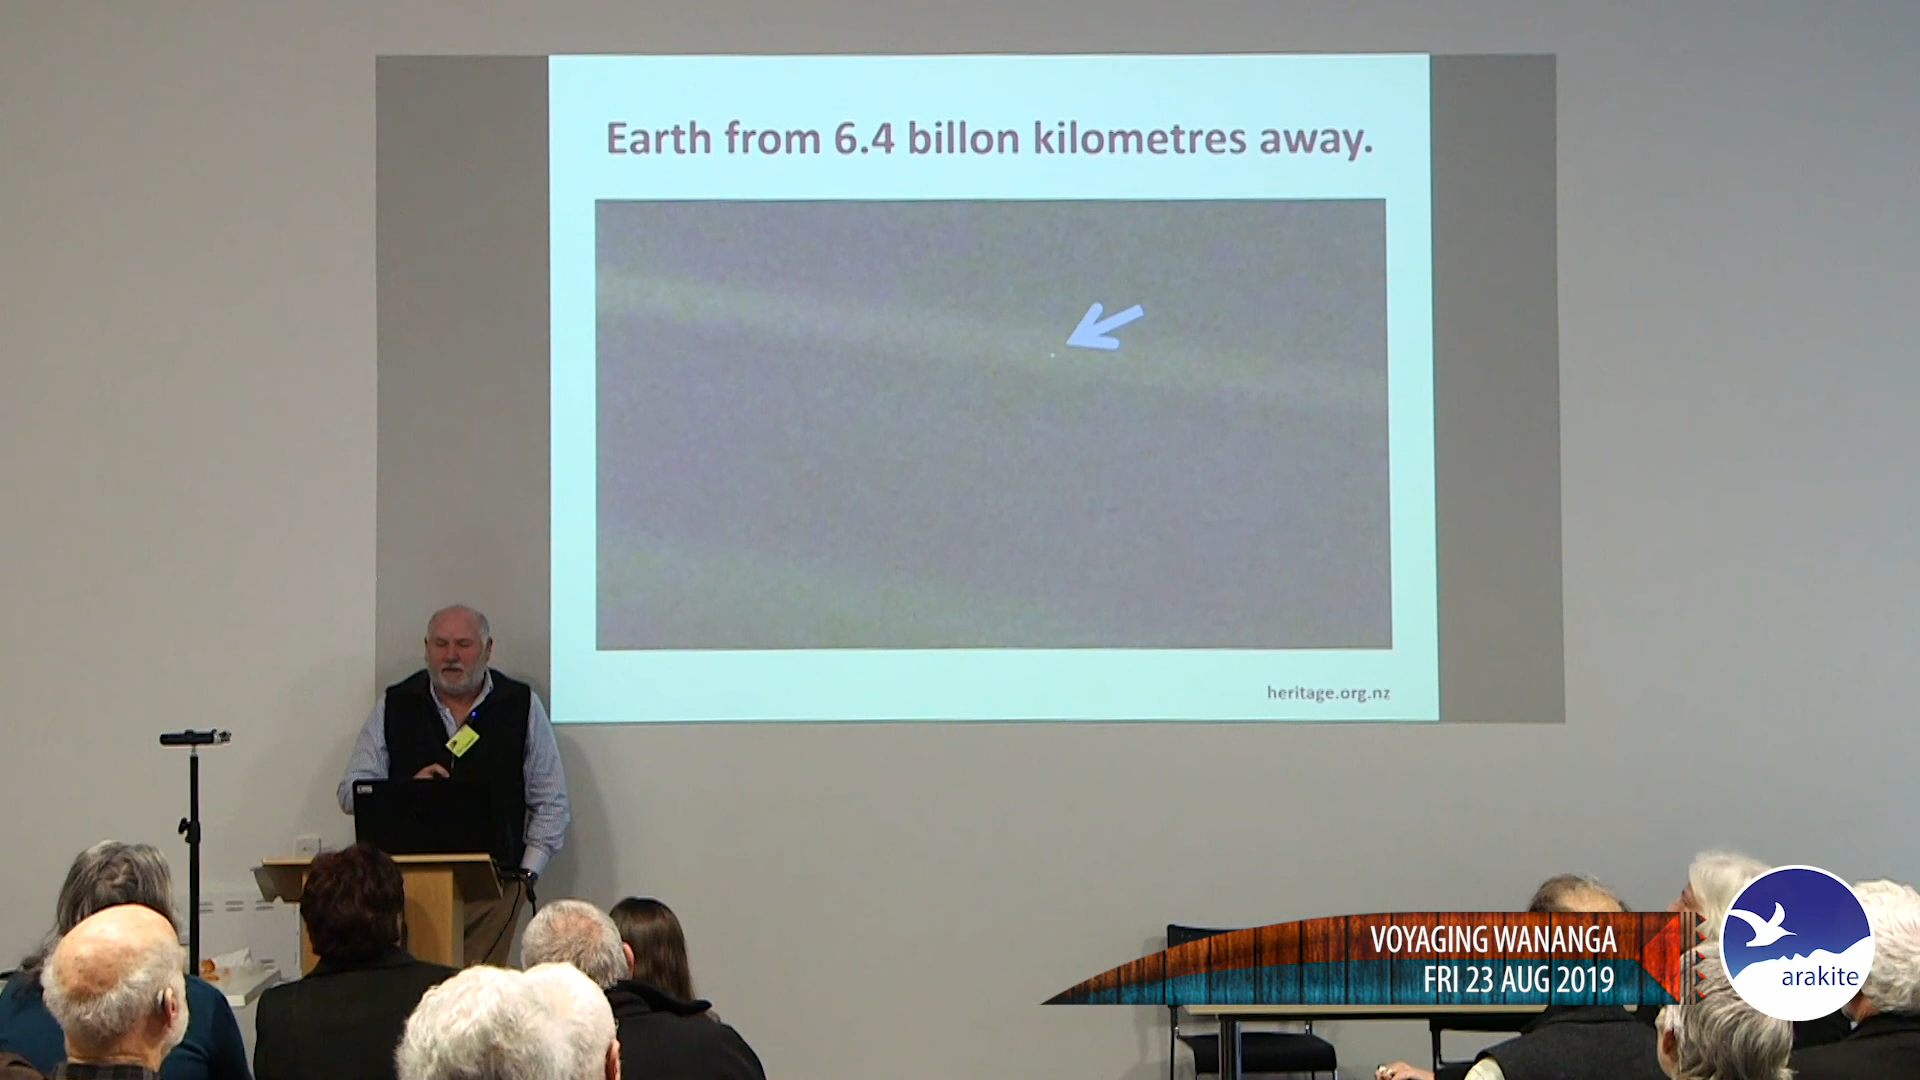 Earth from 6.4 billon kilometres away.
heritage.org.nz
VOYAGING WANANGA
FRI 23 AUG 2019
arakite